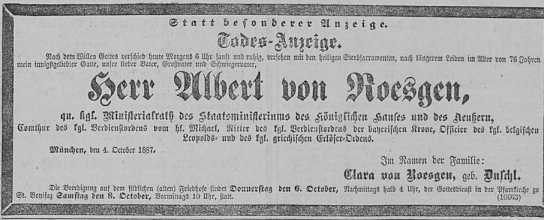 Statt besonderer Anzeige.
Todes-Anzeige.
Nach dem Willen Gottes verschied heute Morgens 6 Uhr sanft und ruhig, versehen mit den heiligen Sterbsacramenten, nach längerem Leiden im Alter von 76 Jahren
mein innigstgeliebter Gatte, unser lieber Vater, Großvater und Schwiegervater,
Herr Albert von Roesgen,
qu. kgl. Ministerialrath des Staatsministeriums des Königlichen Hauses und des Aeußern,
Comthur des kgl. Verdienstordens vom hl. Michael, Ritter des kgl. Verdienstordens der bayerischen Krone, Officier des kgl. belgischen
Leopolds- und des kgl. griechischen Erlöser-Ordens.
München, den 4. October 1887.
Im Namen der Familie:
Clara von Roesgen, geb. Duschl.
Die Beerdigung auf dem südlichen (alten) Friedhofe findet Donnerstag den 6. October, Nachmittags halb 4 Uhr, der Gottesdienst in der Pfarrkirche zu
St. Bonifaz Samstag den 8. October, Vormittags 10 Uhr, statt.